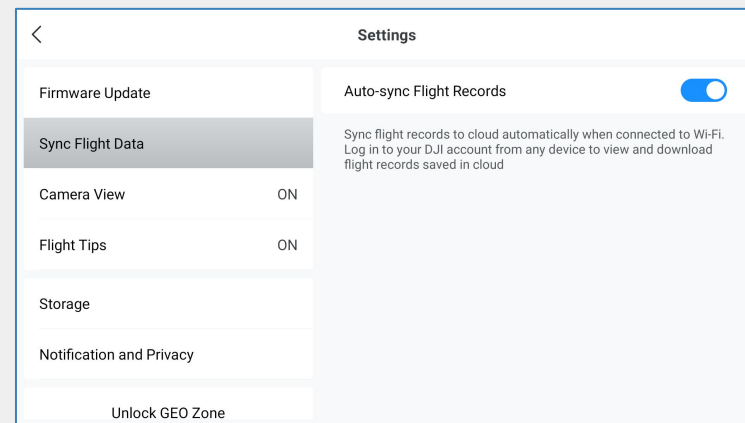 Settings
Firmware Update
Sync Flight Data
Camera View ON
Flight Tips ON
Storage
Notification and Privacy
Unlock GEO Zone
Auto-sync Flight Records
Sync flight records to cloud automatically when connected to Wi-Fi.
Log in to your DJI account from any device to view and download
flight records saved in cloud